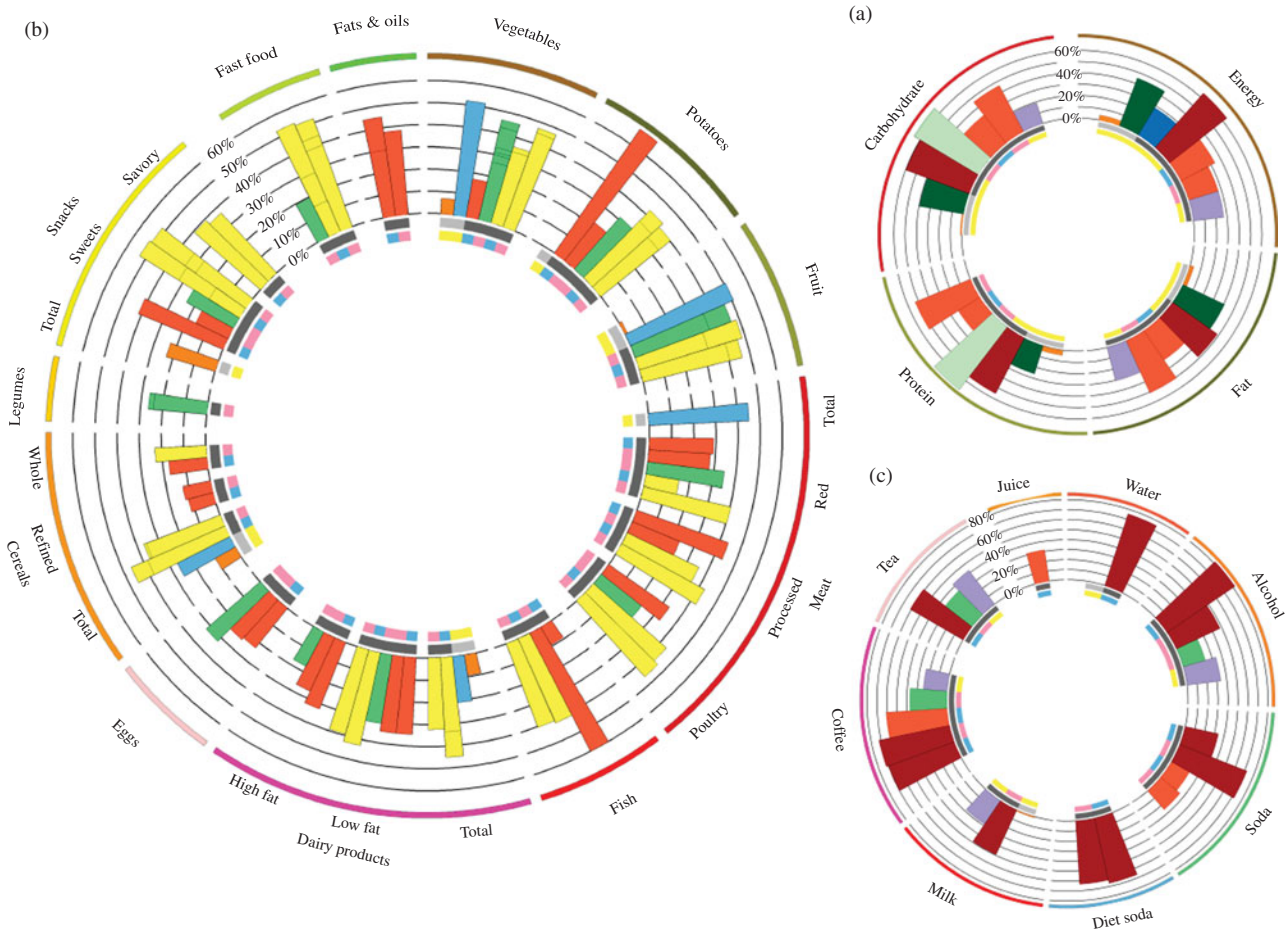 (b)
Fast food
Fats & oils
Vegetables
Potatoes
Fruit
Total
Red
Processed
Meat
Poultry
Fish
Total
Low fat
High fat
Dairy products
Eggs
Total
Refined
Cereals
Whole
Legumes
Total
Sweets
Snacks
Savory
60%
50%
40%
30%
20%
10%
0%
(a)
Carbohydrate
Energy
Fat
Protein
60%
40%
20%
0%
(c)
Juice
Water
Alcohol
Soda
Diet soda
Milk
Coffee
Tea
80%
60%
40%
20%
0%